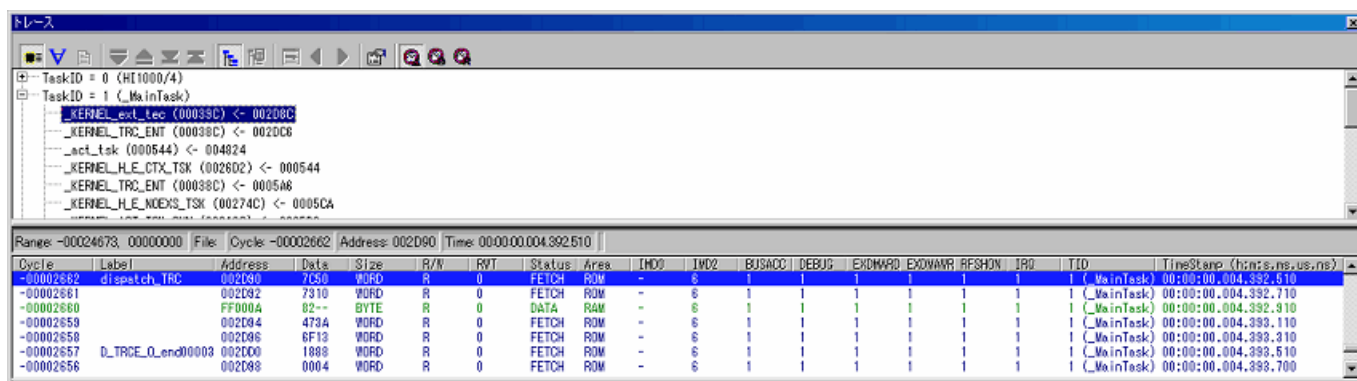 トレース
TaskID = 0 (HI1000/4)
TaskID = 1 (_MainTask)
_KERNEL_ext_tec (00039C) <- 002D8C
_KERNEL_TRC_ENT (00038C) <- 002DC6
_act_tsk (000544) <- 004824
_KERNEL_H_E_CTX_TSK (0026D2) <- 000544
_KERNEL_TRC_ENT (00038C) <- 0005A6
_KERNEL_H_E_NOEXS_TSK (00274C) <- 0005CA
Range: -00024673, 00000000 File: Cycle: -00002662 Address: 002D90 Time: 00:00:00.004.392.510
Cycle Label Address Data Size R/W RVT Status Area IMD0 IMD2 BUSACC DEBUG EXDMWRD EXDMAWR RFSHON IRQ TID TimeStamp (h:m:s.ms.us.ns)
-00002662 dispatch_TRC 002D90 7C50 WORD R 0 FETCH ROM - 6 1 1 1 1 1 1 1 (_MainTask) 00:00:00.004.392.510
-00002661 002D92 7310 WORD R 0 FETCH ROM - 6 1 1 1 1 1 1 1 (_MainTask) 00:00:00.004.392.710
-00002660 FF000A 82-- BYTE R 0 DATA RAM - 6 1 1 1 1 1 1 1 (_MainTask) 00:00:00.004.392.910
-00002659 002D94 473A WORD R 0 FETCH ROM - 6 1 1 1 1 1 1 1 (_MainTask) 00:00:00.004.393.110
-00002658 002D96 6F13 WORD R 0 FETCH ROM - 6 1 1 1 1 1 1 1 (_MainTask) 00:00:00.004.393.310
-00002657 D_TRCE_0_end00003 002DD0 1888 WORD R 0 FETCH ROM - 6 1 1 1 1 1 1 1 (_MainTask) 00:00:00.004.393.510
-00002656 002D98 0004 WORD R 0 FETCH ROM - 6 1 1 1 1 1 1 1 (_MainTask) 00:00:00.004.393.700